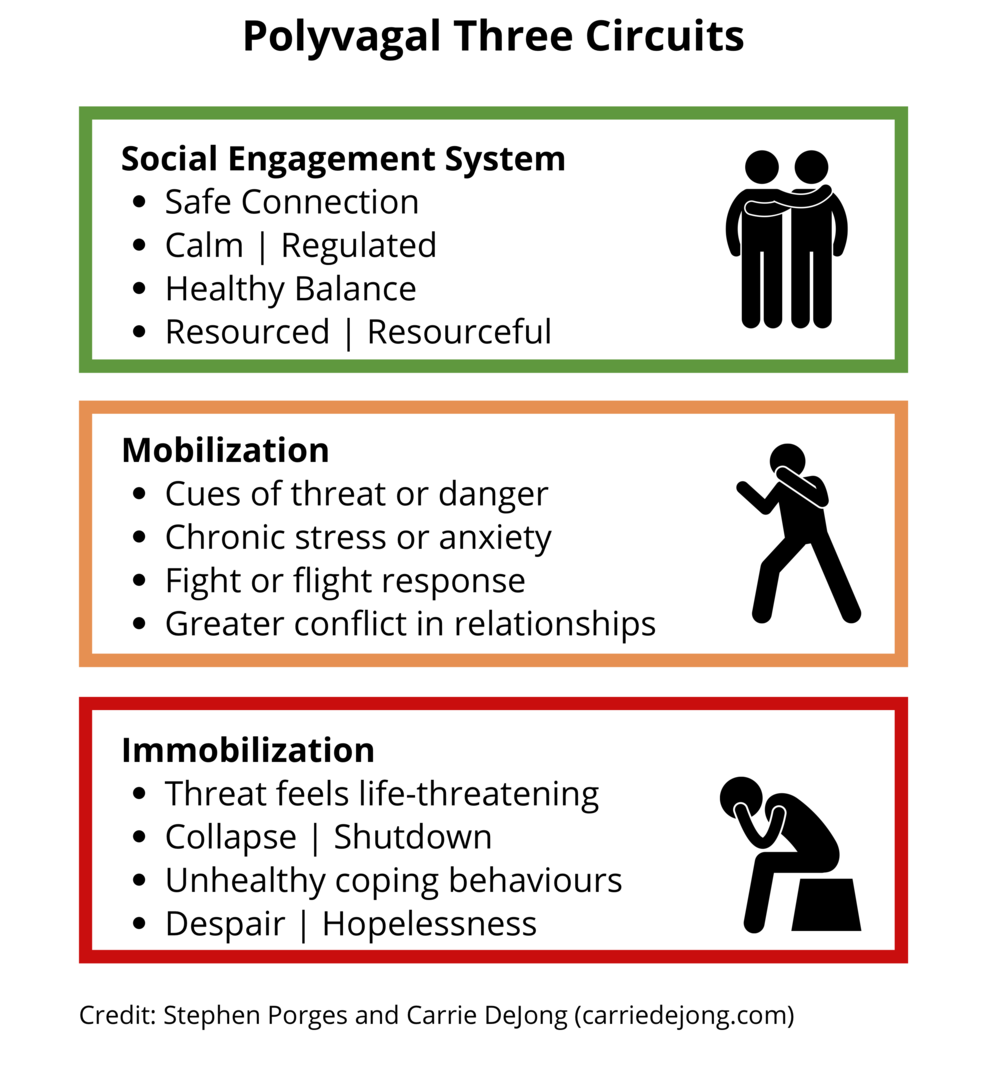 Polyvagal Three Circuits
Social Engagement System
• Safe Connection
• Calm | Regulated
• Healthy Balance
• Resourced | Resourceful
Mobilization
• Cues of threat or danger
• Chronic stress or anxiety
• Fight or flight response
• Greater conflict in relationships
Immobilization
• Threat feels life-threatening
• Collapse | Shutdown
• Unhealthy coping behaviours
• Despair | Hopelessness
Credit: Stephen Porges and Carrie DeJong (carriedejong.com)